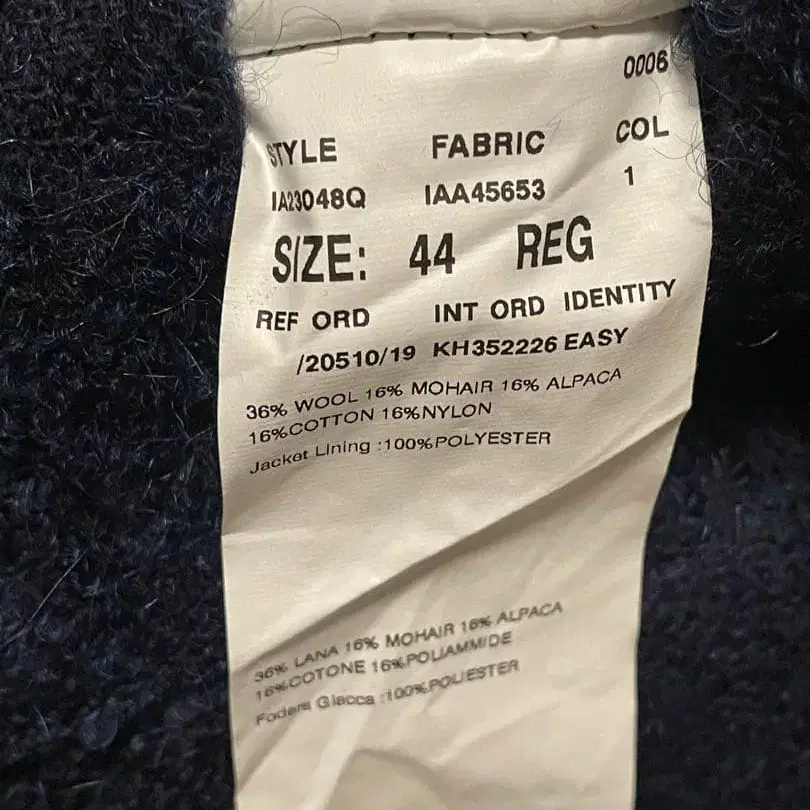 0006
STYLE FABRIC COL
IA23048Q IAA45653 1
SIZE: 44 REG
REF ORD INT ORD IDENTITY
/20510/19 KH352226 EASY
36% WOOL 16% MOHAIR 16% ALPACA
16%COTTON 16%NYLON
Jacket Lining :100%POLYESTER
36% LANA 16% MOHAIR 16% ALPACA
16%COTONE 16%POLIAMMIDE
Fodera Giacca :100%POLIESTER